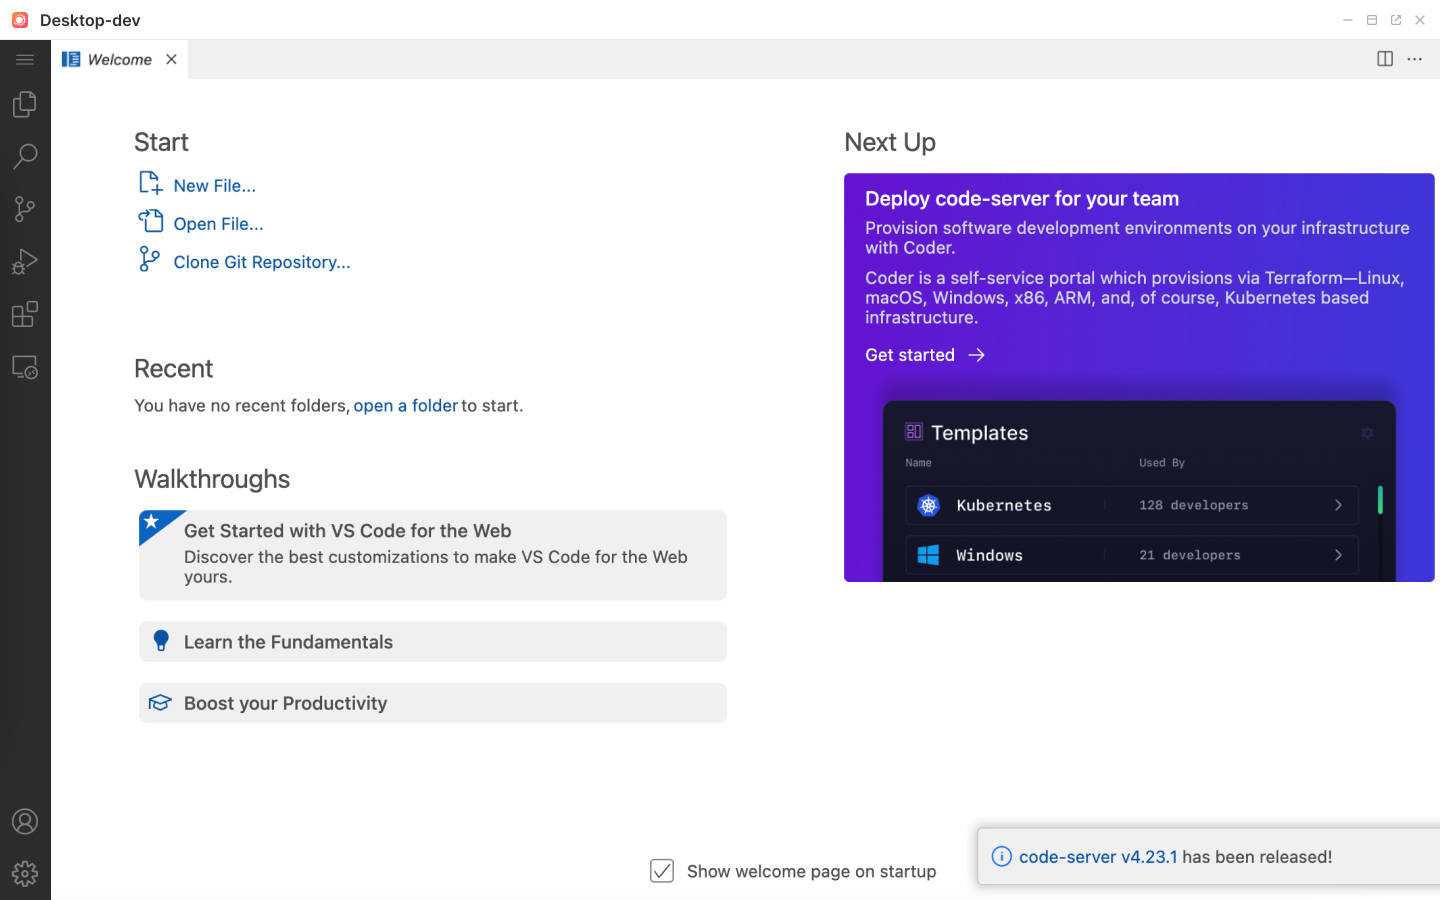 Desktop-dev
Welcome
Start
New File...
Open File...
Clone Git Repository...
Recent
You have no recent folders, open a folder to start.
Walkthroughs
Get Started with VS Code for the Web
Discover the best customizations to make VS Code for the Web
yours.
Learn the Fundamentals
Boost your Productivity
Show welcome page on startup
Next Up
Deploy code-server for your team
Provision software development environments on your infrastructure
with Coder.
Coder is a self-service portal which provisions via Terraform—Linux,
macOS, Windows, x86, ARM, and, of course, Kubernetes based
infrastructure.
Get started →
Templates
Name Used By
Kubernetes 128 developers
Windows 21 developers
code-server v4.23.1 has been released!